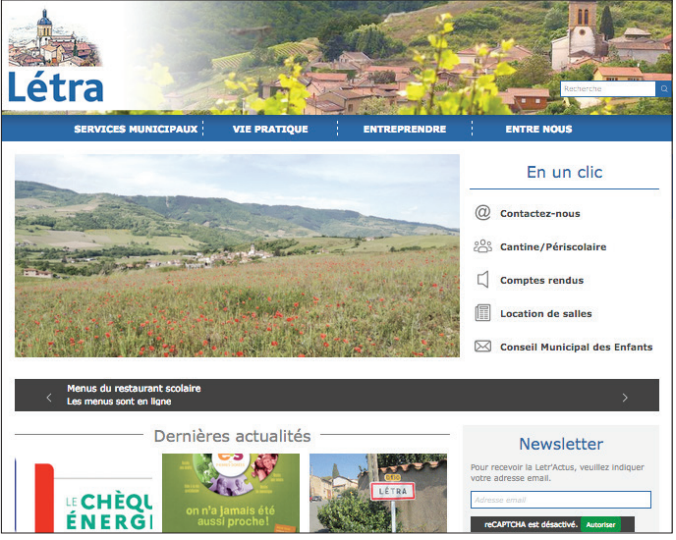 Létra
Recherche
SERVICES MUNICIPAUX
VIE PRATIQUE
ENTREPRENDRE
ENTRE NOUS
En un clic
@ Contactez-nous
Cantine/Périscolaire
Comptes rendus
Location de salles
Conseil Municipal des Enfants
Menus du restaurant scolaire
Les menus sont en ligne
Dernières actualités
LE CHÈQU
ÉNERGI
es
on n'a jamais été
aussi proche!
LÉTRA
Newsletter
Pour recevoir la Letr'Actus, veuillez indiquer
votre adresse email.
Adresse email
reCAPTCHA est désactivé. Autoriser